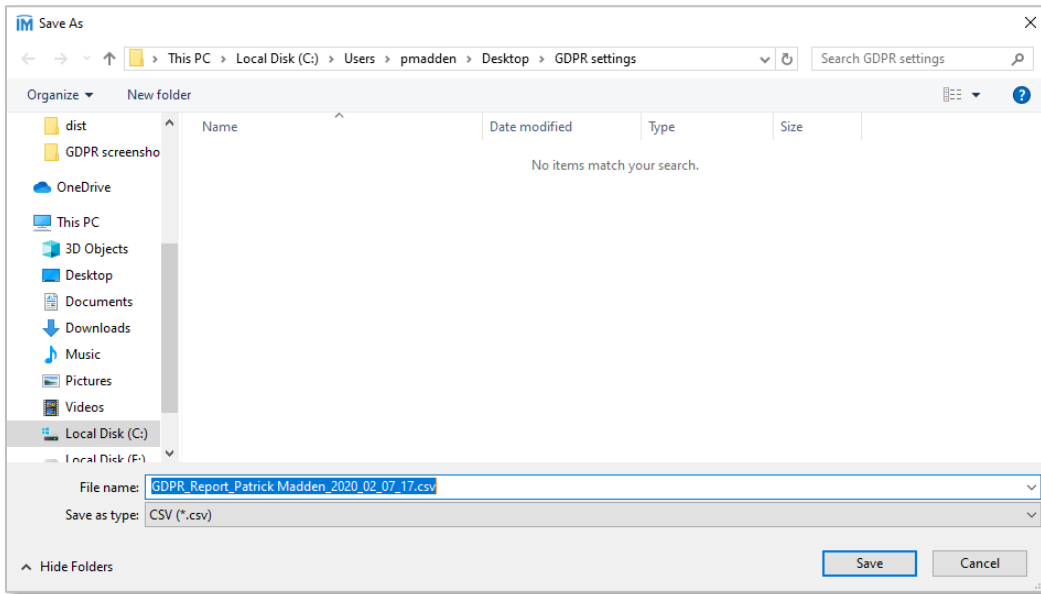 IM Save As
This PC > Local Disk (C:) > Users > pmadden > Desktop > GDPR settings
Search GDPR settings
Organize
New folder
Name
Date modified
Type
Size
dist
GDPR screensho
OneDrive
This PC
3D Objects
Desktop
Documents
Downloads
Music
Pictures
Videos
Local Disk (C:)
Local Disk (F:)
No items match your search.
File name: GDPR_Report_Patrick Madden_2020_02_07_17.csv
Save as type: CSV (*.csv)
Hide Folders
Save
Cancel